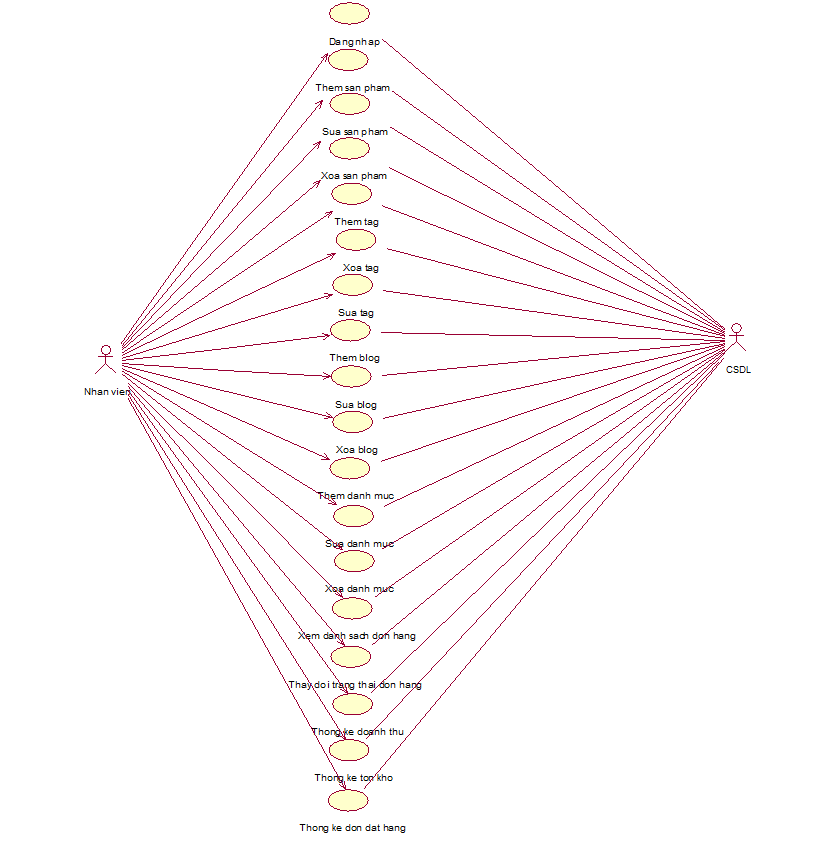 Dang nhap
Them san pham
Sua san pham
Xoa san pham
Them tag
Xoa tag
Sua tag
Them blog
Sua blog
Xoa blog
Them danh muc
Sua danh muc
Xoa danh muc
Xem danh sach don hang
Thay doi trang thai don hang
Thong ke doanh thu
Thong ke ton kho
Thong ke don dat hang
Nhan vien
CSDL